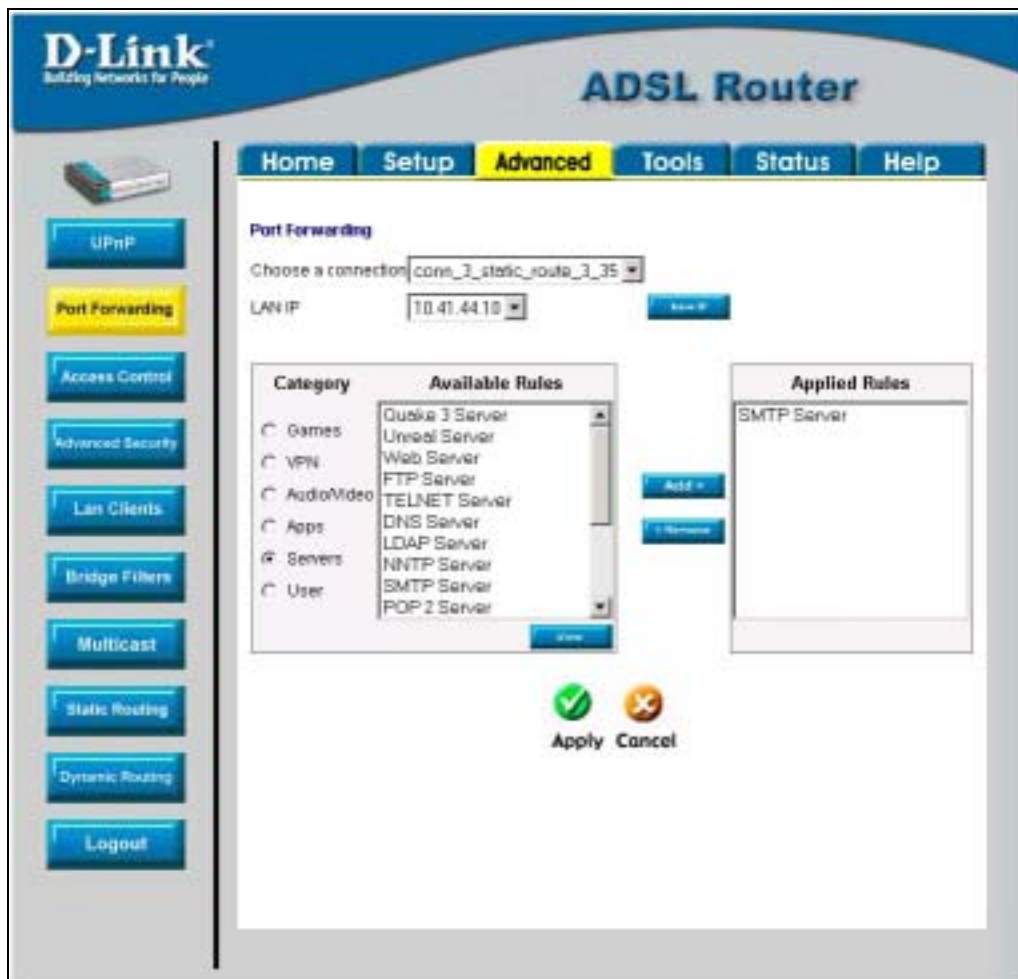 D-Link
Building Networks for People
ADSL Router
Home Setup Advanced Tools Status Help
UPnP
Port Forwarding
Access Control
Advanced Security
Lan Clients
Bridge Filters
Multicast
Static Routing
Dynamic Routing
Logout
Port Forwarding
Choose a connection conn_3_static_route_3_35
LAN IP 10.41.44.10 New IP
Category Available Rules
Games
VPN
Audio/Video
Apps
Servers
User
Quake 3 Server
Unreal Server
Web Server
FTP Server
TELNET Server
DNS Server
LDAP Server
NNTP Server
SMTP Server
POP 2 Server
View
Add >
< Remove
Applied Rules
SMTP Server
Apply Cancel